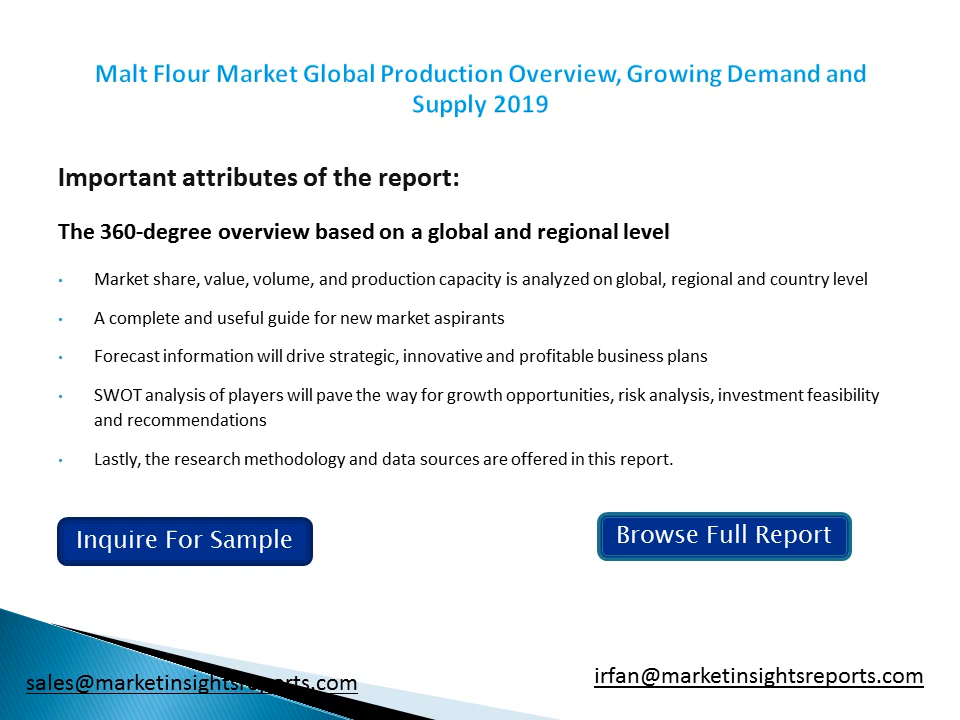 Malt Flour Market Global Production Overview, Growing Demand and
Supply 2019
Important attributes of the report:
The 360-degree overview based on a global and regional level
• Market share, value, volume, and production capacity is analyzed on global, regional and country level
• A complete and useful guide for new market aspirants
• Forecast information will drive strategic, innovative and profitable business plans
• SWOT analysis of players will pave the way for growth opportunities, risk analysis, investment feasibility
and recommendations
• Lastly, the research methodology and data sources are offered in this report.
Inquire For Sample
Browse Full Report
sales@marketinsightsreports.com
irfan@marketinsightsreports.com